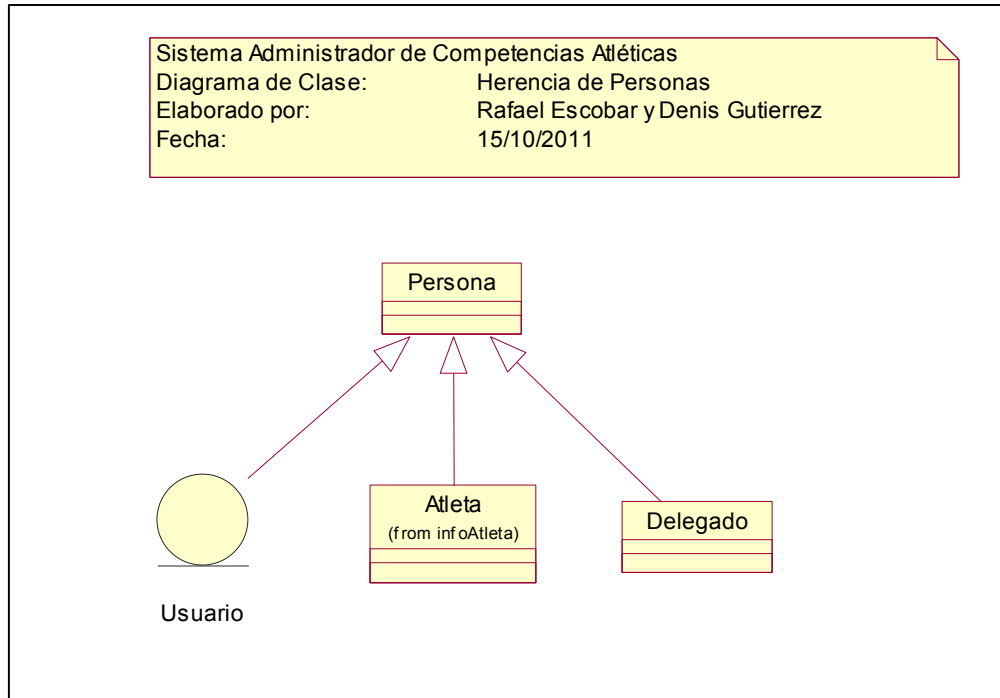 Sistema Administrador de Competencias Atléticas
Diagrama de Clase: Herencia de Personas
Elaborado por: Rafael Escobar y Denis Gutierrez
Fecha: 15/10/2011
Persona
Atleta
(from infoAtleta)
Delegado
Usuario